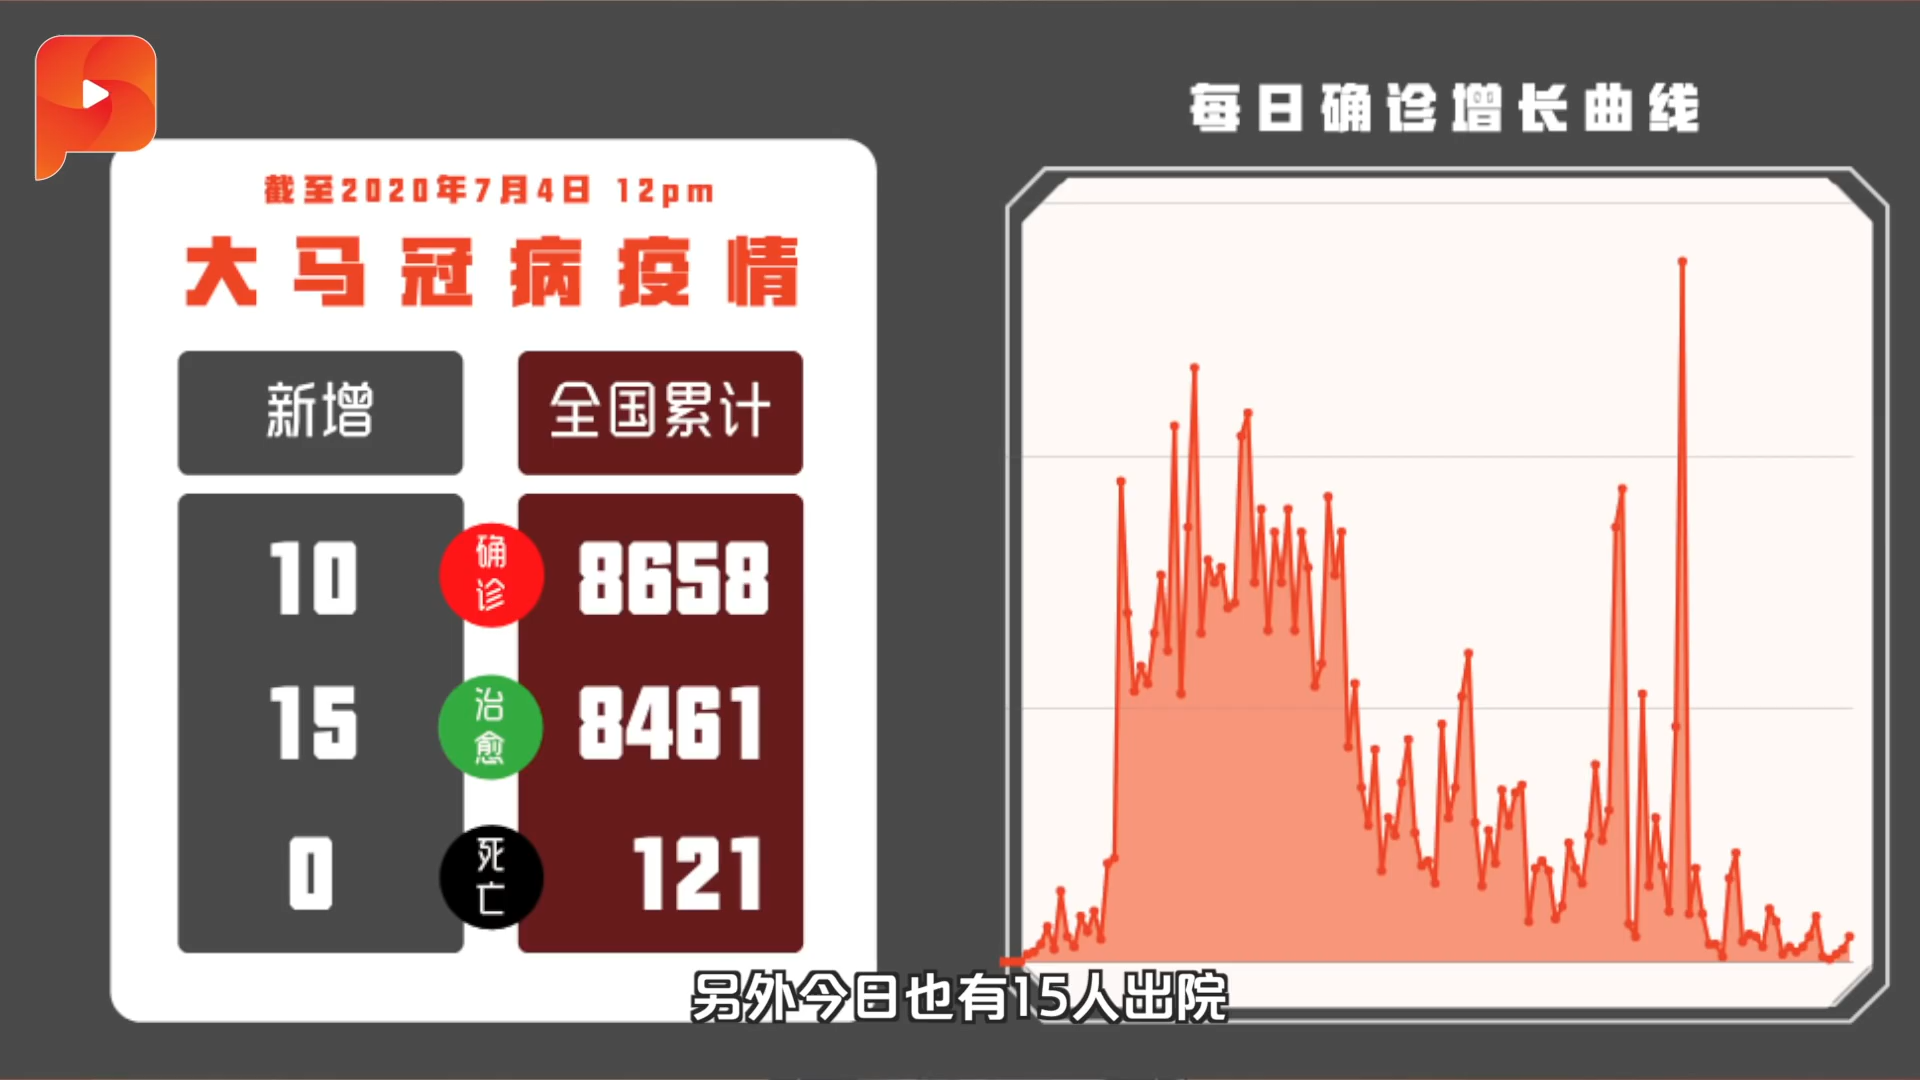 每日确诊增长曲线
截至2020年7月4日 12pm
大马冠病疫情
新增
全国累计
10
确诊
8658
15
治愈
8461
0
死亡
121
另外今日也有15人出院